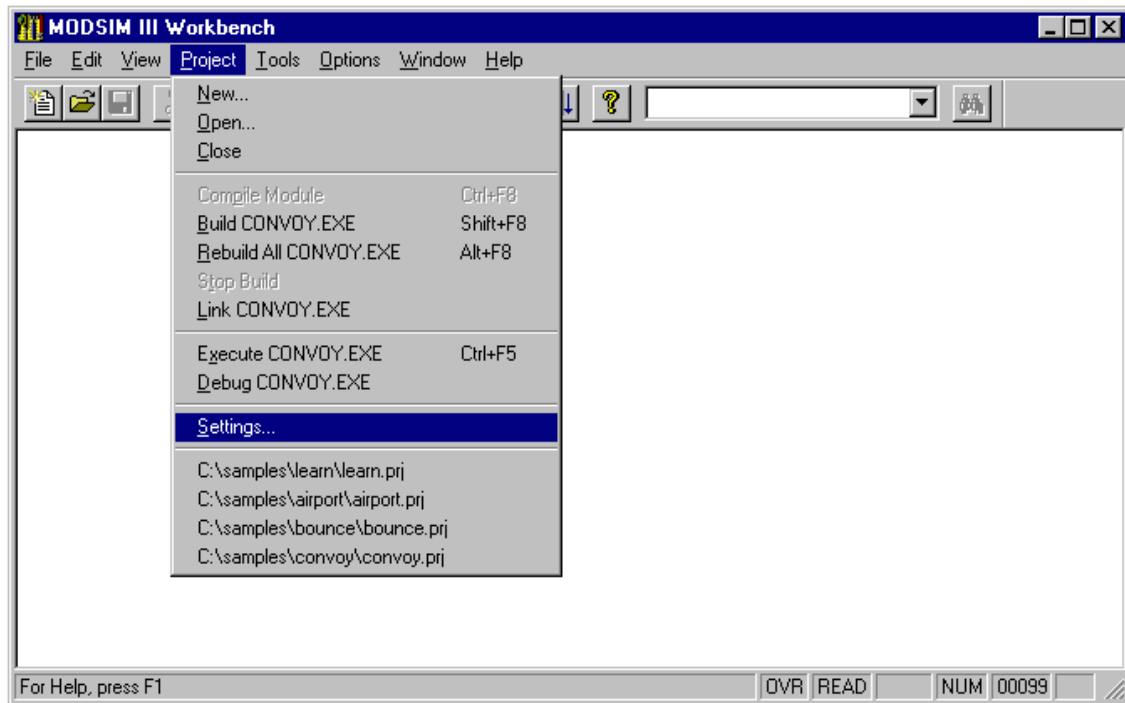 MODSIM III Workbench
File Edit View Project Tools Options Window Help
New...
Open...
Close
Compile Module Ctrl+F8
Build CONVOY.EXE Shift+F8
Rebuild All CONVOY.EXE Alt+F8
Stop Build
Link CONVOY.EXE
Execute CONVOY.EXE Ctrl+F5
Debug CONVOY.EXE
Settings...
C:\samples\learn\learn.prj
C:\samples\airport\airport.prj
C:\samples\bounce\bounce.prj
C:\samples\convoy\convoy.prj
For Help, press F1 OVR READ NUM 00099